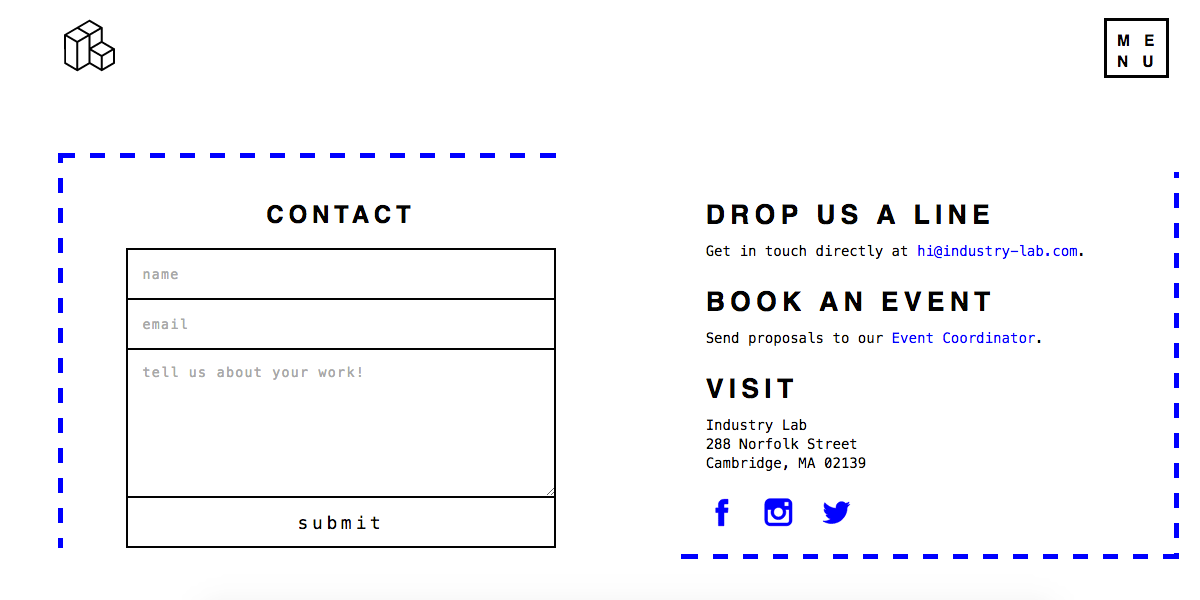 M E
N U
CONTACT
name
email
tell us about your work!
submit
DROP US A LINE
Get in touch directly at hi@industry-lab.com.
BOOK AN EVENT
Send proposals to our Event Coordinator.
VISIT
Industry Lab
288 Norfolk Street
Cambridge, MA 02139